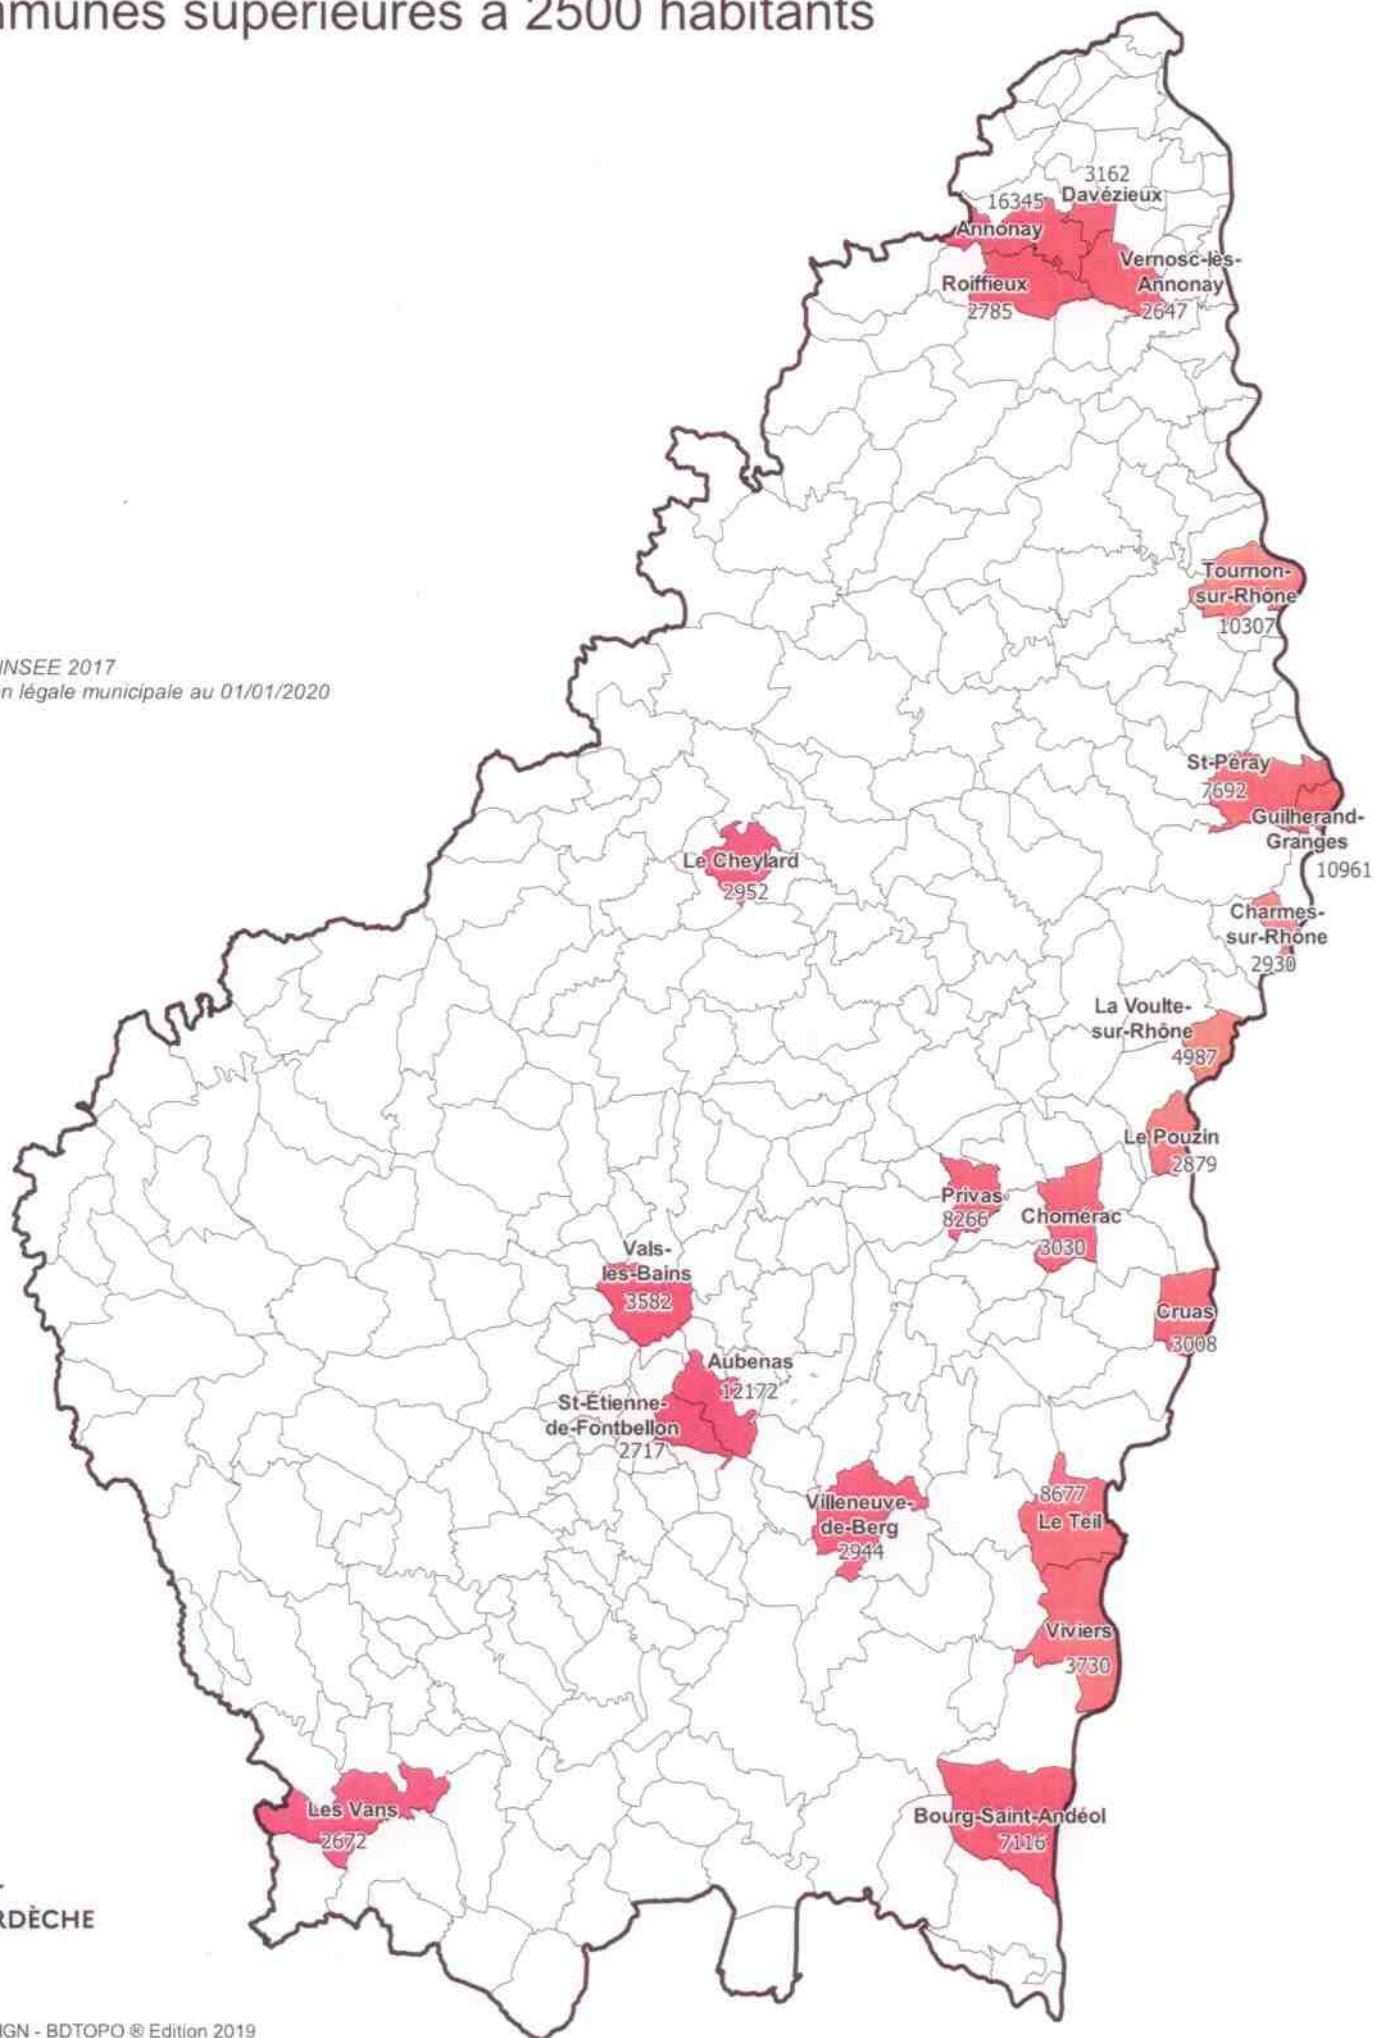 mmunes supérieures à 2500 habitants
3162
Davézieux
16345
Annonay
Vernosc-lès-
Annonay
2647
Roiffieux
2785
Tournon-
sur-Rhône
10307
INSEE 2017
n légale municipale au 01/01/2020
St-Péray
7692
Guilherand-
Granges
10961
Le Cheylard
2952
Charmes-
sur-Rhône
2930
La Voulte-
sur-Rhône
4987
Le Pouzin
2879
Privas
8266
Chomérac
3030
Vals-
les-Bains
3582
Cruas
3008
Aubenas
12172
St-Étienne-
de-Fontbellon
2717
Villeneuve-
de-Berg
2944
8677
Le Teil
Viviers
3730
Les Vans
2672
Bourg-Saint-Andéol
7116
RDÈCHE
IGN - BDTOPO ® Edition 2019